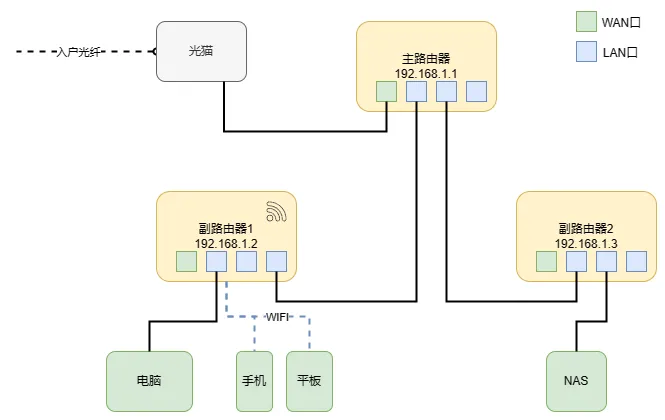 入户光纤
光猫
主路由器
192.168.1.1
WAN口
LAN口
副路由器1
192.168.1.2
副路由器2
192.168.1.3
WIFI
电脑
手机
平板
NAS